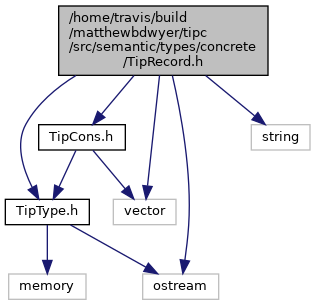 /home/travis/build
/matthewbdwyer/tipc
/src/semantic/types/concrete
/TipRecord.h
TipCons.h
string
TipType.h
vector
memory
ostream